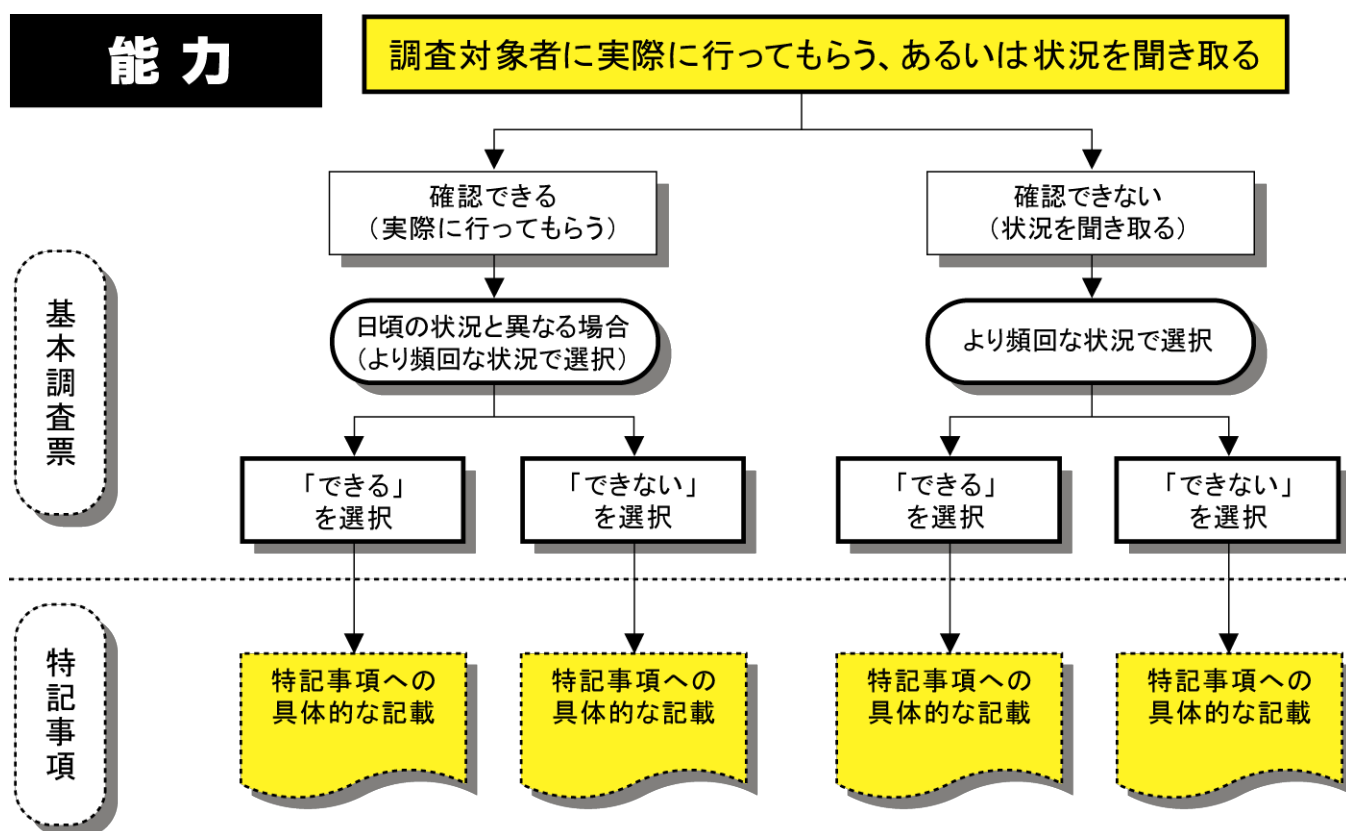 能力
調査対象者に実際に行ってもらう、あるいは状況を聞き取る
確認できる
（実際に行ってもらう）
確認できない
（状況を聞き取る）
基本調査票
日頃の状況と異なる場合
（より頻回な状況で選択）
より頻回な状況で選択
「できる」
を選択
「できない」
を選択
「できる」
を選択
「できない」
を選択
特記事項
特記事項への
具体的な記載
特記事項への
具体的な記載
特記事項への
具体的な記載
特記事項への
具体的な記載